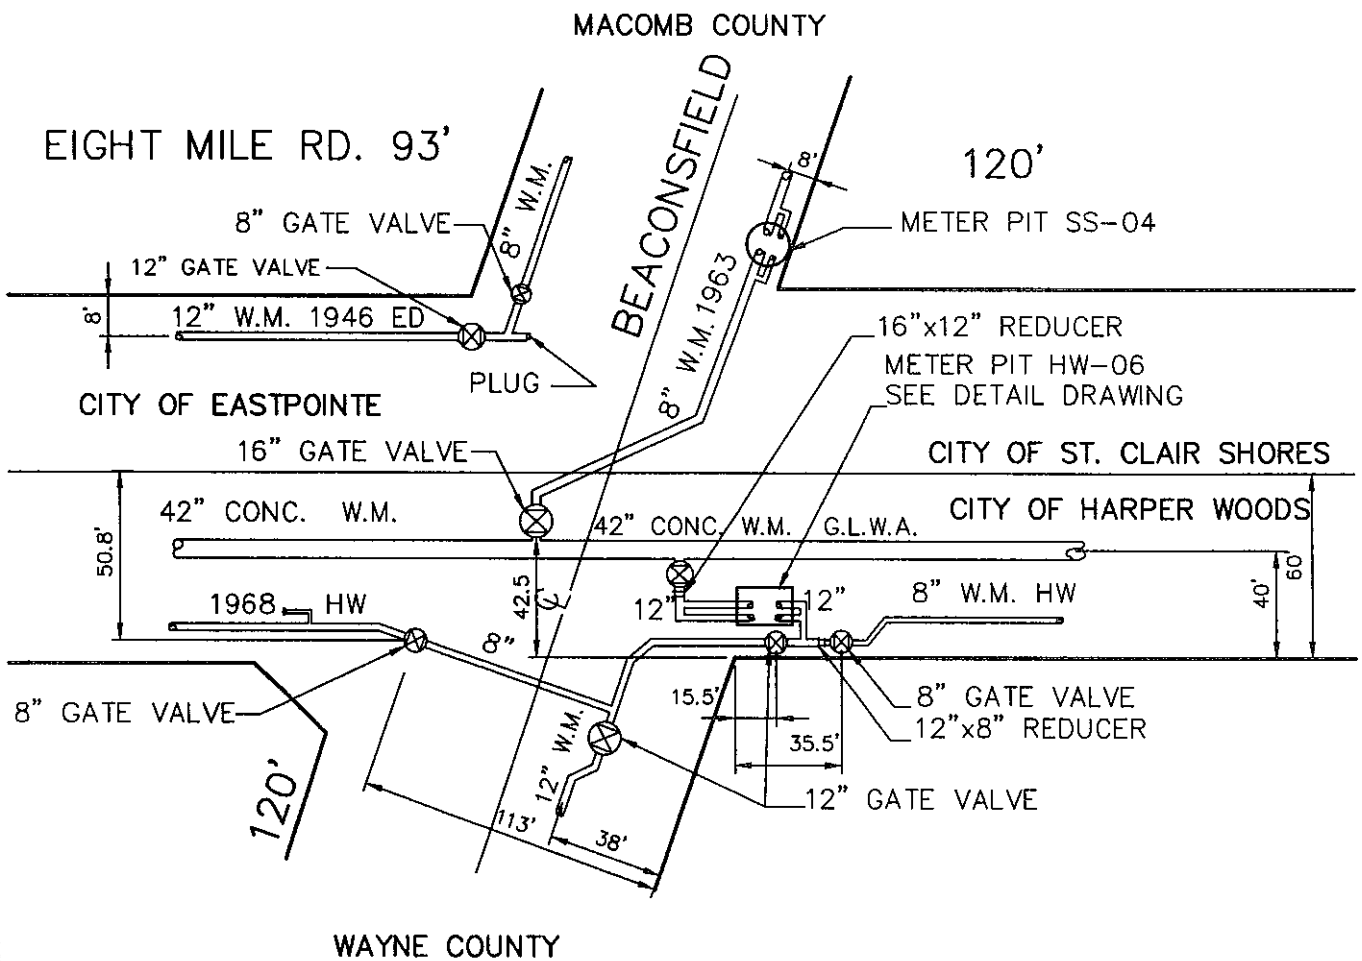 MACOMB COUNTY
EIGHT MILE RD. 93'
BEACONSFIELD
120'
8'
8" W.M.
8" GATE VALVE
METER PIT SS-04
12" GATE VALVE
8'
12" W.M. 1946 ED
8" W.M. 1963
16"x12" REDUCER
METER PIT HW-06
SEE DETAIL DRAWING
PLUG
CITY OF EASTPOINTE
16" GATE VALVE
CITY OF ST. CLAIR SHORES
42" CONC. W.M.
42" CONC. W.M. G.L.W.A.
CITY OF HARPER WOODS
50.8'
42.5
60'
40'
1968 HW
12"
12"
8" W.M. HW
8"
8" GATE VALVE
15.5'
8" GATE VALVE
12"x8" REDUCER
35.5'
12" W.M.
12" GATE VALVE
120'
113'
38'
WAYNE COUNTY